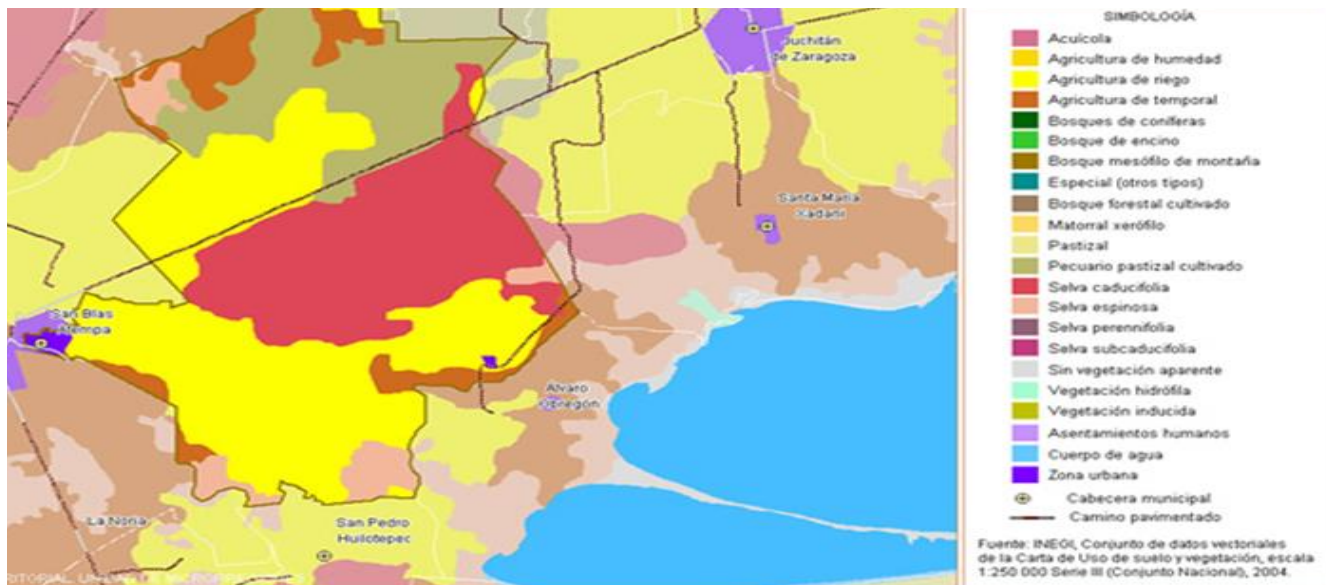 SIMBOLOGÍA
Acuícola
Agricultura de humedad
Agricultura de riego
Agricultura de temporal
Bosques de coníferas
Bosque de encino
Bosque mesófilo de montaña
Especial (otros tipos)
Bosque forestal cultivado
Matorral xerófilo
Pastizal
Pecuario pastizal cultivado
Selva caducifolia
Selva espinosa
Selva perennifolia
Selva subcaducifolia
Sin vegetación aparente
Vegetación hidrófila
Vegetación inducida
Asentamientos humanos
Cuerpo de agua
Zona urbana
Cabecera municipal
Camino pavimentado
Fuente: INEGI, Conjunto de datos vectoriales
de la Carta de Uso de suelo y vegetación, escala
1:250 000 Serie III (Conjunto Nacional), 2004.
Juchitán
de Zaragoza
Santa María
Xadani
San Blas
Atempa
Alvaro
Obregón
La Noria
San Pedro
Huilotepec